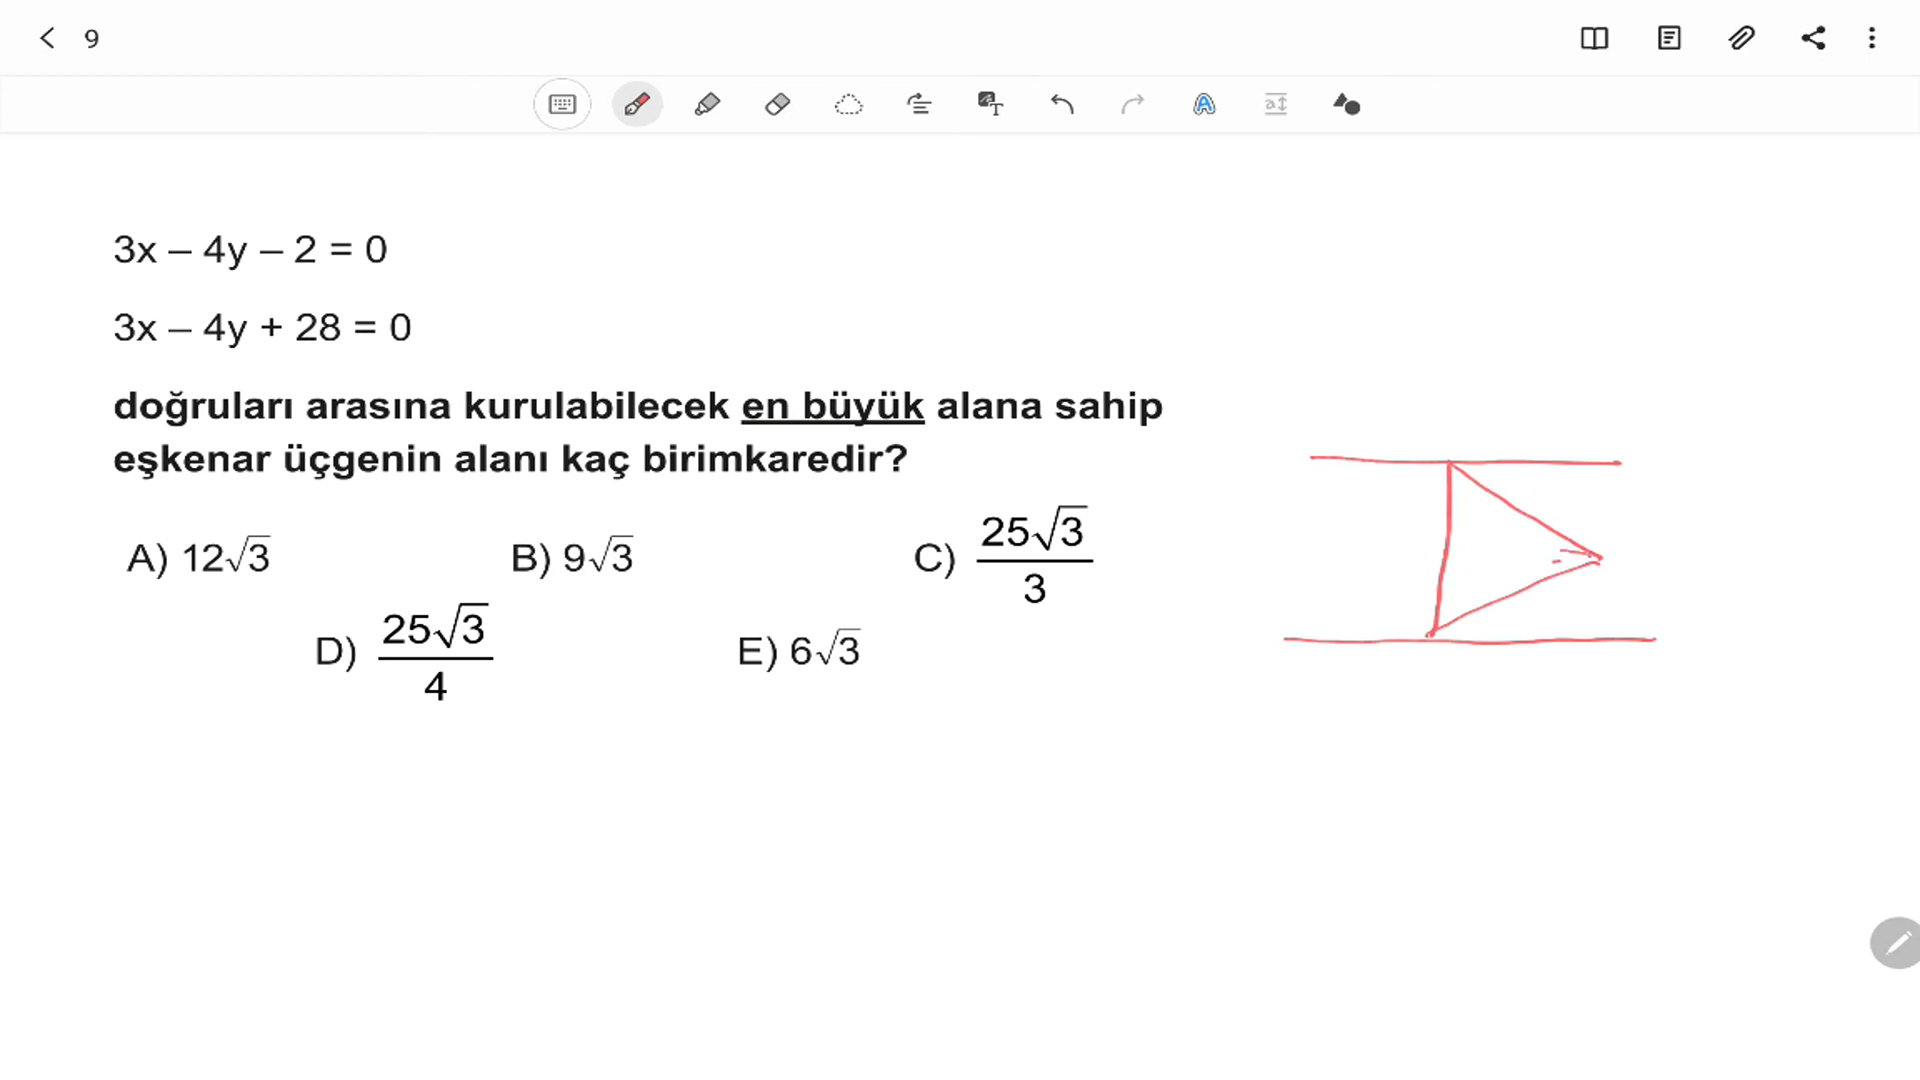 9
3x – 4y – 2 = 0
3x – 4y + 28 = 0
doğruları arasına kurulabilecek en büyük alana sahip
eşkenar üçgenin alanı kaç birimkaredir?
A) 12√3 B) 9√3 C) 25√3/3
D) 25√3/4 E) 6√3